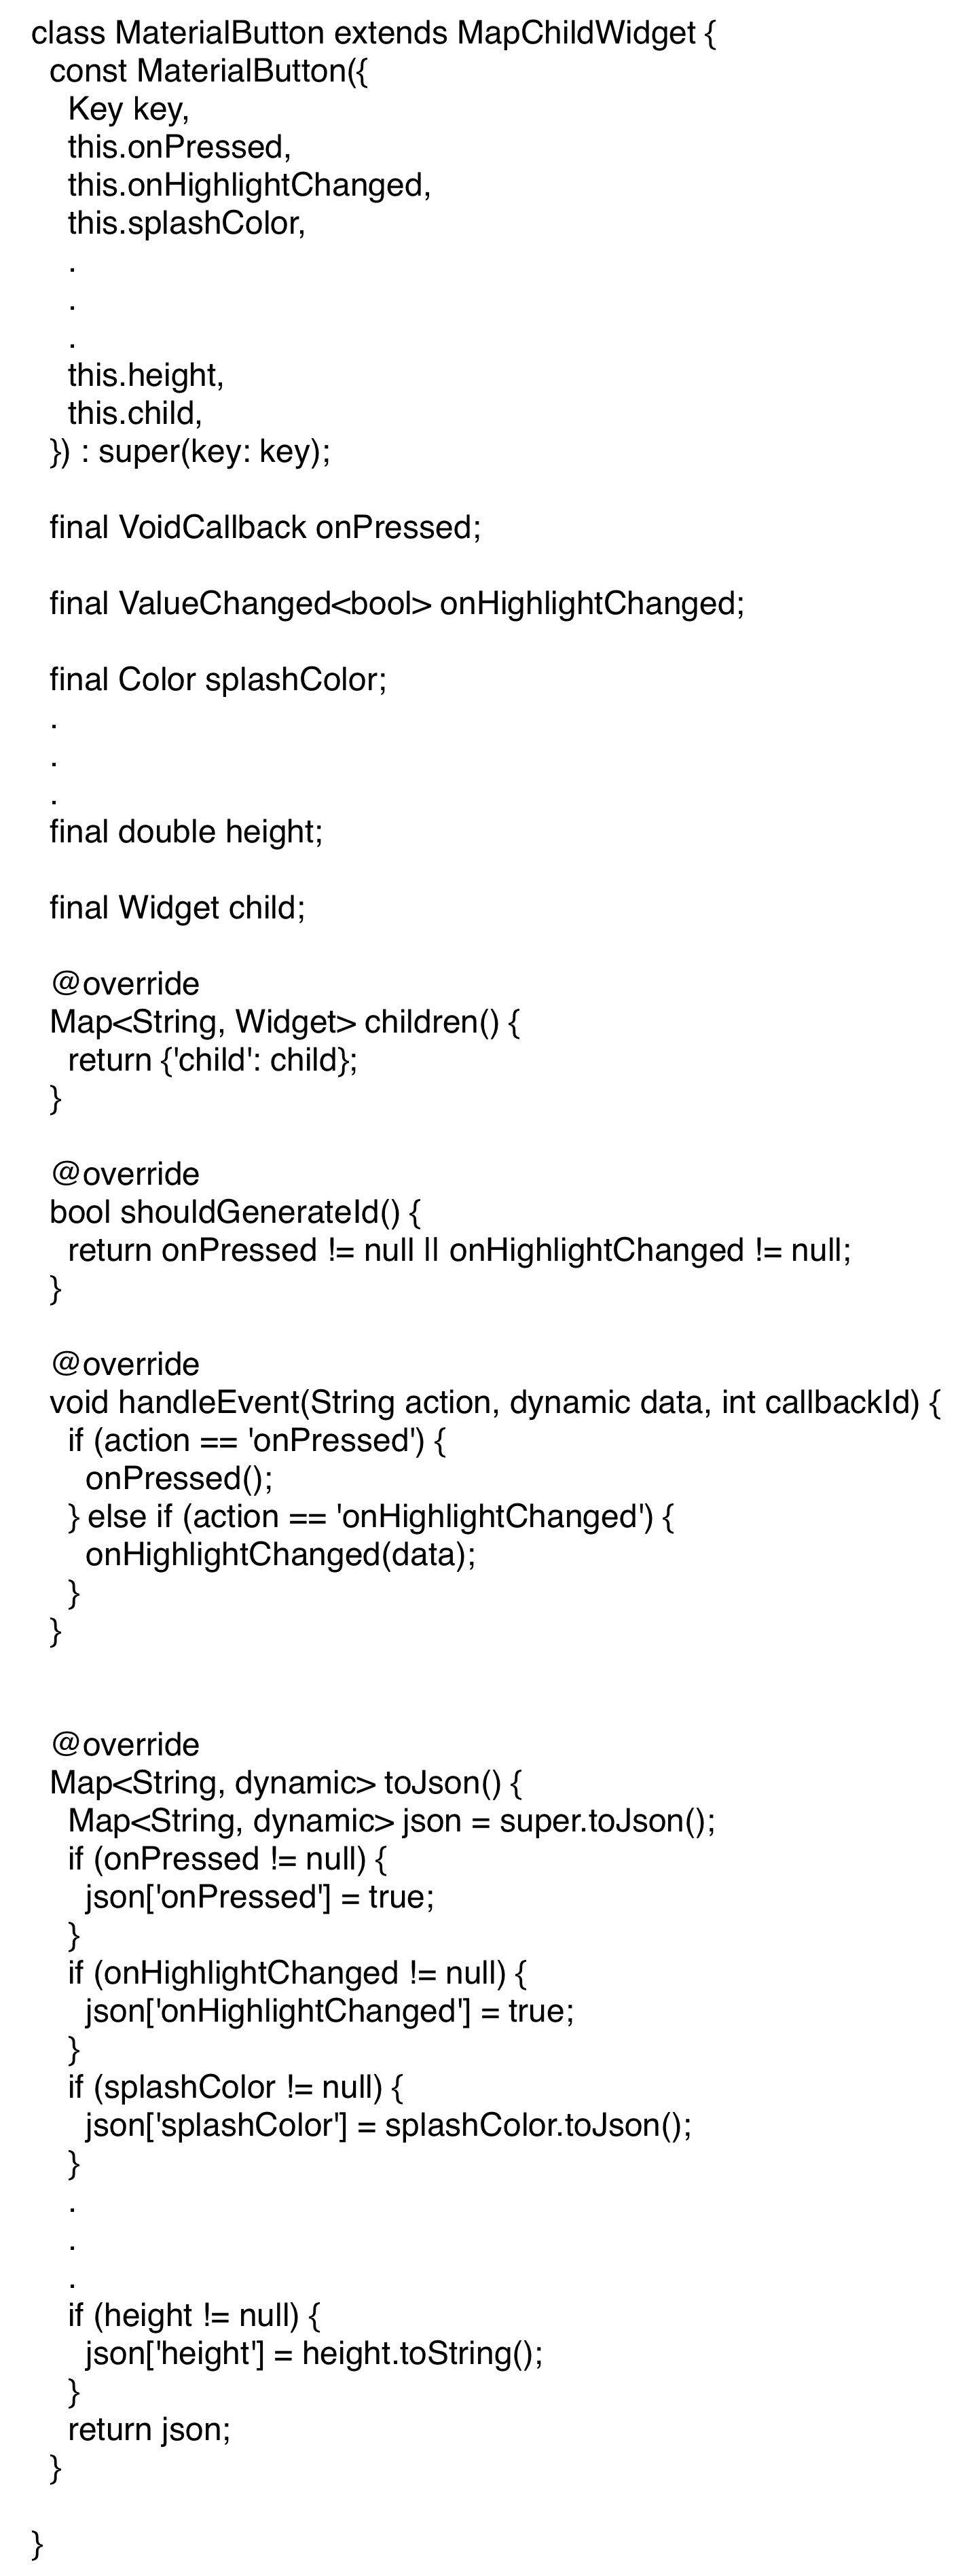 class MaterialButton extends MapChildWidget {
const MaterialButton({
Key key,
this.onPressed,
this.onHighlightChanged,
this.splashColor,
.
.
.
this.height,
this.child,
}) : super(key: key);
final VoidCallback onPressed;
final ValueChanged<bool> onHighlightChanged;
final Color splashColor;
.
.
.
final double height;
final Widget child;
@override
Map<String, Widget> children() {
return {'child': child};
}
@override
bool shouldGenerateId() {
return onPressed != null || onHighlightChanged != null;
}
@override
void handleEvent(String action, dynamic data, int callbackId) {
if (action == 'onPressed') {
onPressed();
} else if (action == 'onHighlightChanged') {
onHighlightChanged(data);
}
}
@override
Map<String, dynamic> toJson() {
Map<String, dynamic> json = super.toJson();
if (onPressed != null) {
json['onPressed'] = true;
}
if (onHighlightChanged != null) {
json['onHighlightChanged'] = true;
}
if (splashColor != null) {
json['splashColor'] = splashColor.toJson();
}
.
.
.
if (height != null) {
json['height'] = height.toString();
}
return json;
}
}